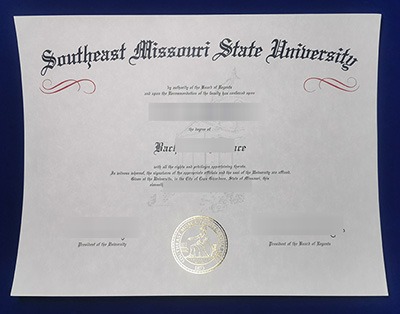 Southeast Missouri State University
by authority of the Board of Regents
and upon the Recommendation of the faculty has conferred upon
the degree of
with all the rights and privileges appertaining thereto.
In witness whereof, the signatures of the appropriate officials and the seal of the University are affixed.
Given at the University, in the City of Cape Girardeau, State of Missouri, this
President of the University
President of the Board of Regents